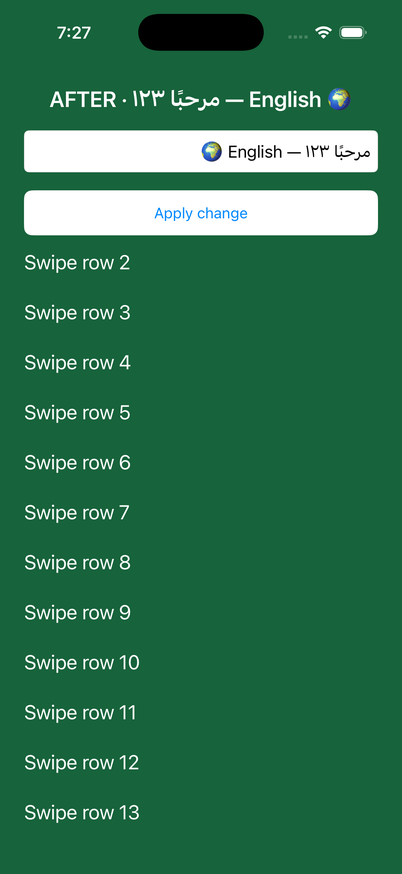 7:27
AFTER · مرحبًا ١٢٣ — English 🌍
مرحبًا ١٢٣ — English 🌍
Apply change
Swipe row 2
Swipe row 3
Swipe row 4
Swipe row 5
Swipe row 6
Swipe row 7
Swipe row 8
Swipe row 9
Swipe row 10
Swipe row 11
Swipe row 12
Swipe row 13